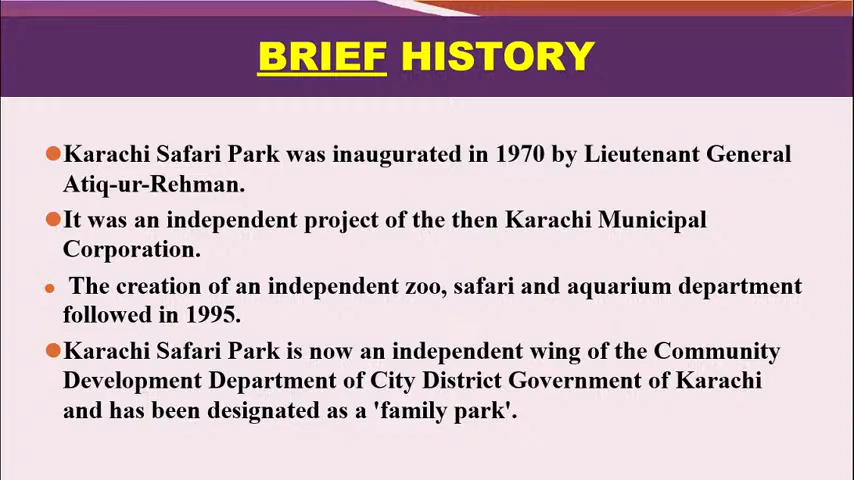 BRIEF HISTORY
●Karachi Safari Park was inaugurated in 1970 by Lieutenant General
Atiq-ur-Rehman.
●It was an independent project of the then Karachi Municipal
Corporation.
• The creation of an independent zoo, safari and aquarium department
followed in 1995.
●Karachi Safari Park is now an independent wing of the Community
Development Department of City District Government of Karachi
and has been designated as a 'family park'.